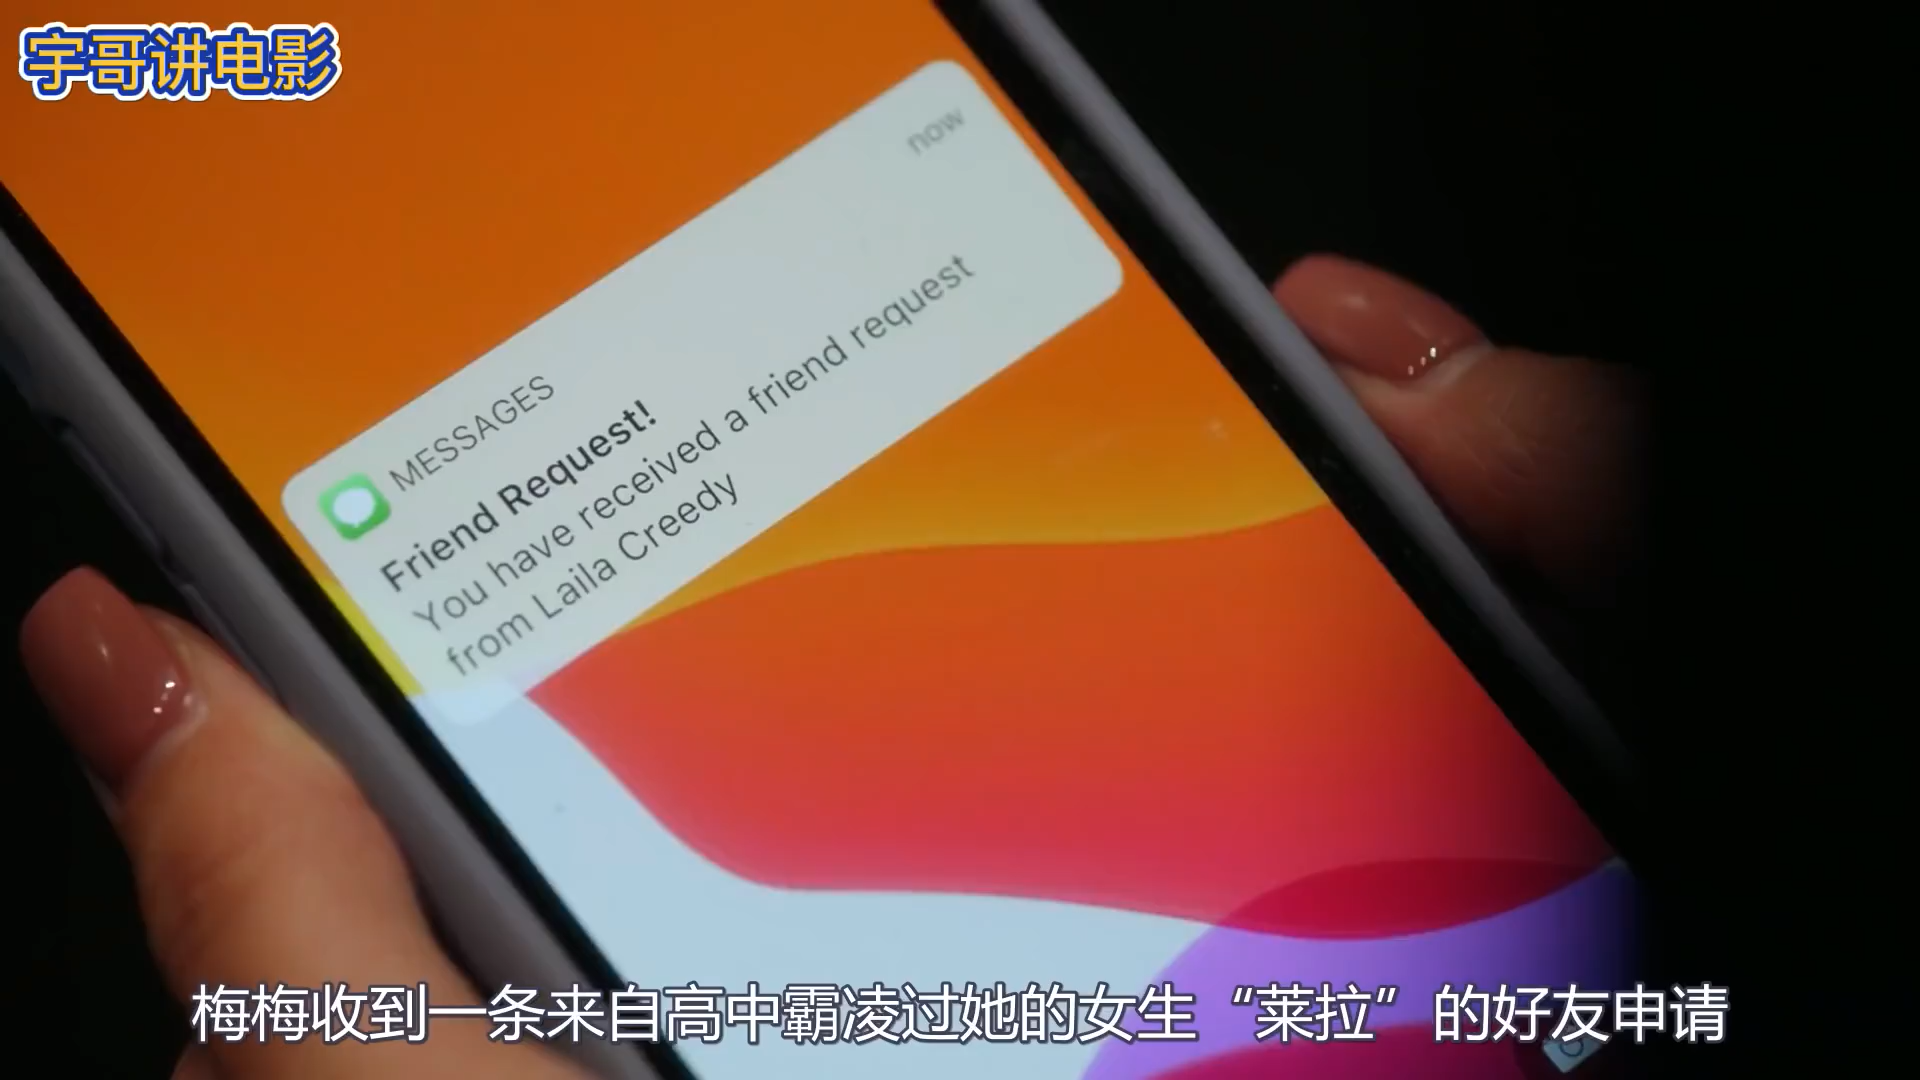 宇哥讲电影
now
MESSAGES
Friend Request!
You have received a friend request
from Laila Creedy
梅梅收到一条来自高中霸凌过她的女生“莱拉”的好友申请